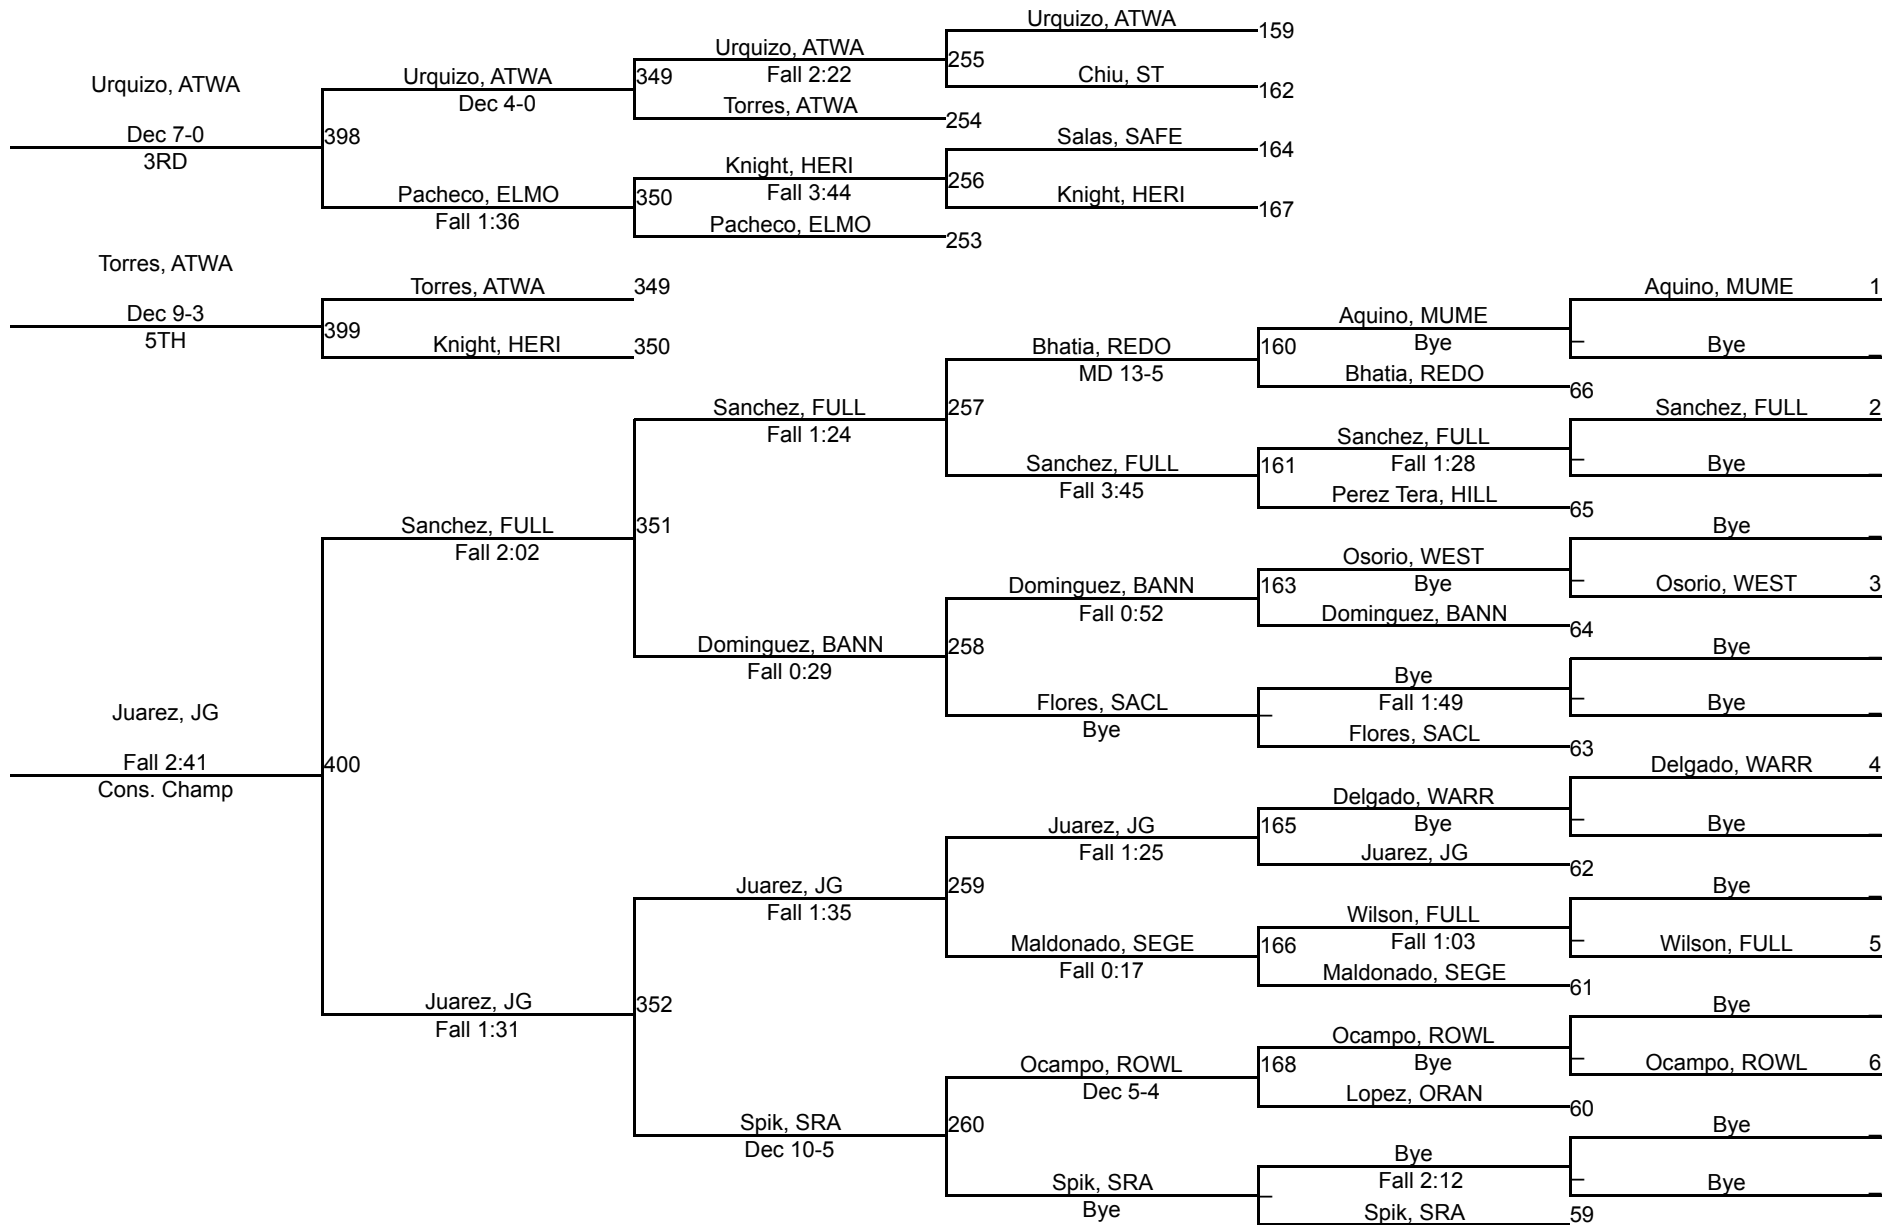 Urquizo, ATWA
159
Urquizo, ATWA
255
Fall 2:22
Chiu, ST
162
Urquizo, ATWA
349
Dec 4-0
Torres, ATWA
254
Urquizo, ATWA
Dec 7-0
3RD
398
Salas, SAFE
164
Knight, HERI
256
Fall 3:44
Knight, HERI
167
Pacheco, ELMO
350
Fall 1:36
Pacheco, ELMO
253
Torres, ATWA
Dec 9-3
5TH
399
Torres, ATWA
349
Knight, HERI
350
Aquino, MUME 1
Aquino, MUME
Bye
Bye _
Bhatia, REDO
160
MD 13-5
Bhatia, REDO
66
Sanchez, FULL
257
Fall 1:24
Sanchez, FULL 2
Sanchez, FULL
Fall 1:28
Bye _
Sanchez, FULL
161
Fall 3:45
Perez Tera, HILL
65
Sanchez, FULL
351
Fall 2:02
Bye _
Osorio, WEST
Bye
Osorio, WEST 3
Dominguez, BANN
163
Fall 0:52
Dominguez, BANN
64
Dominguez, BANN
258
Fall 0:29
Bye _
Bye
Fall 1:49
Bye _
Flores, SACL
Bye
Flores, SACL
63
Juarez, JG
Fall 2:41
Cons. Champ
400
Delgado, WARR 4
Delgado, WARR
Bye
Bye _
Juarez, JG
165
Fall 1:25
Juarez, JG
62
Juarez, JG
259
Fall 1:35
Bye _
Wilson, FULL
Fall 1:03
Wilson, FULL 5
Maldonado, SEGE
166
Fall 0:17
Maldonado, SEGE
61
Juarez, JG
352
Fall 1:31
Bye _
Ocampo, ROWL
Bye
Ocampo, ROWL 6
Ocampo, ROWL
168
Dec 5-4
Lopez, ORAN
60
Spik, SRA
260
Dec 10-5
Bye _
Bye
Fall 2:12
Bye _
Spik, SRA
Bye
Spik, SRA
59